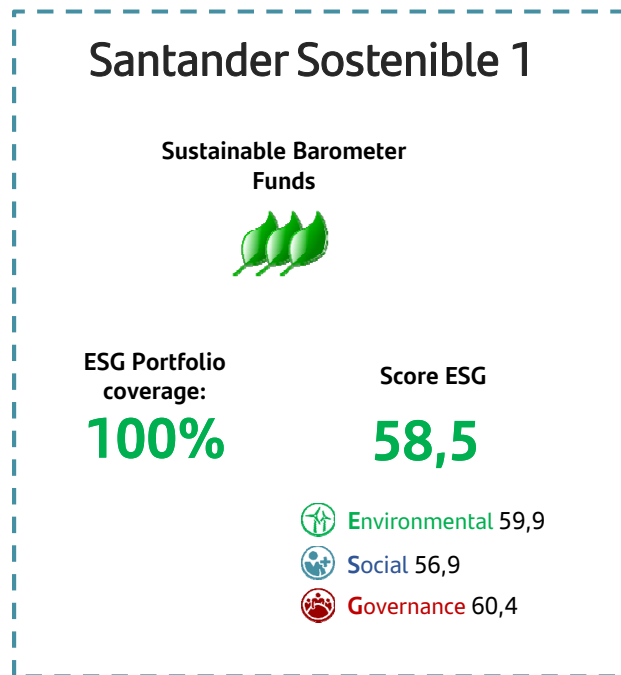 Santander Sostenible 1
Sustainable Barometer
Funds
ESG Portfolio
coverage:
100%
Score ESG
58,5
Environmental 59,9
Social 56,9
Governance 60,4